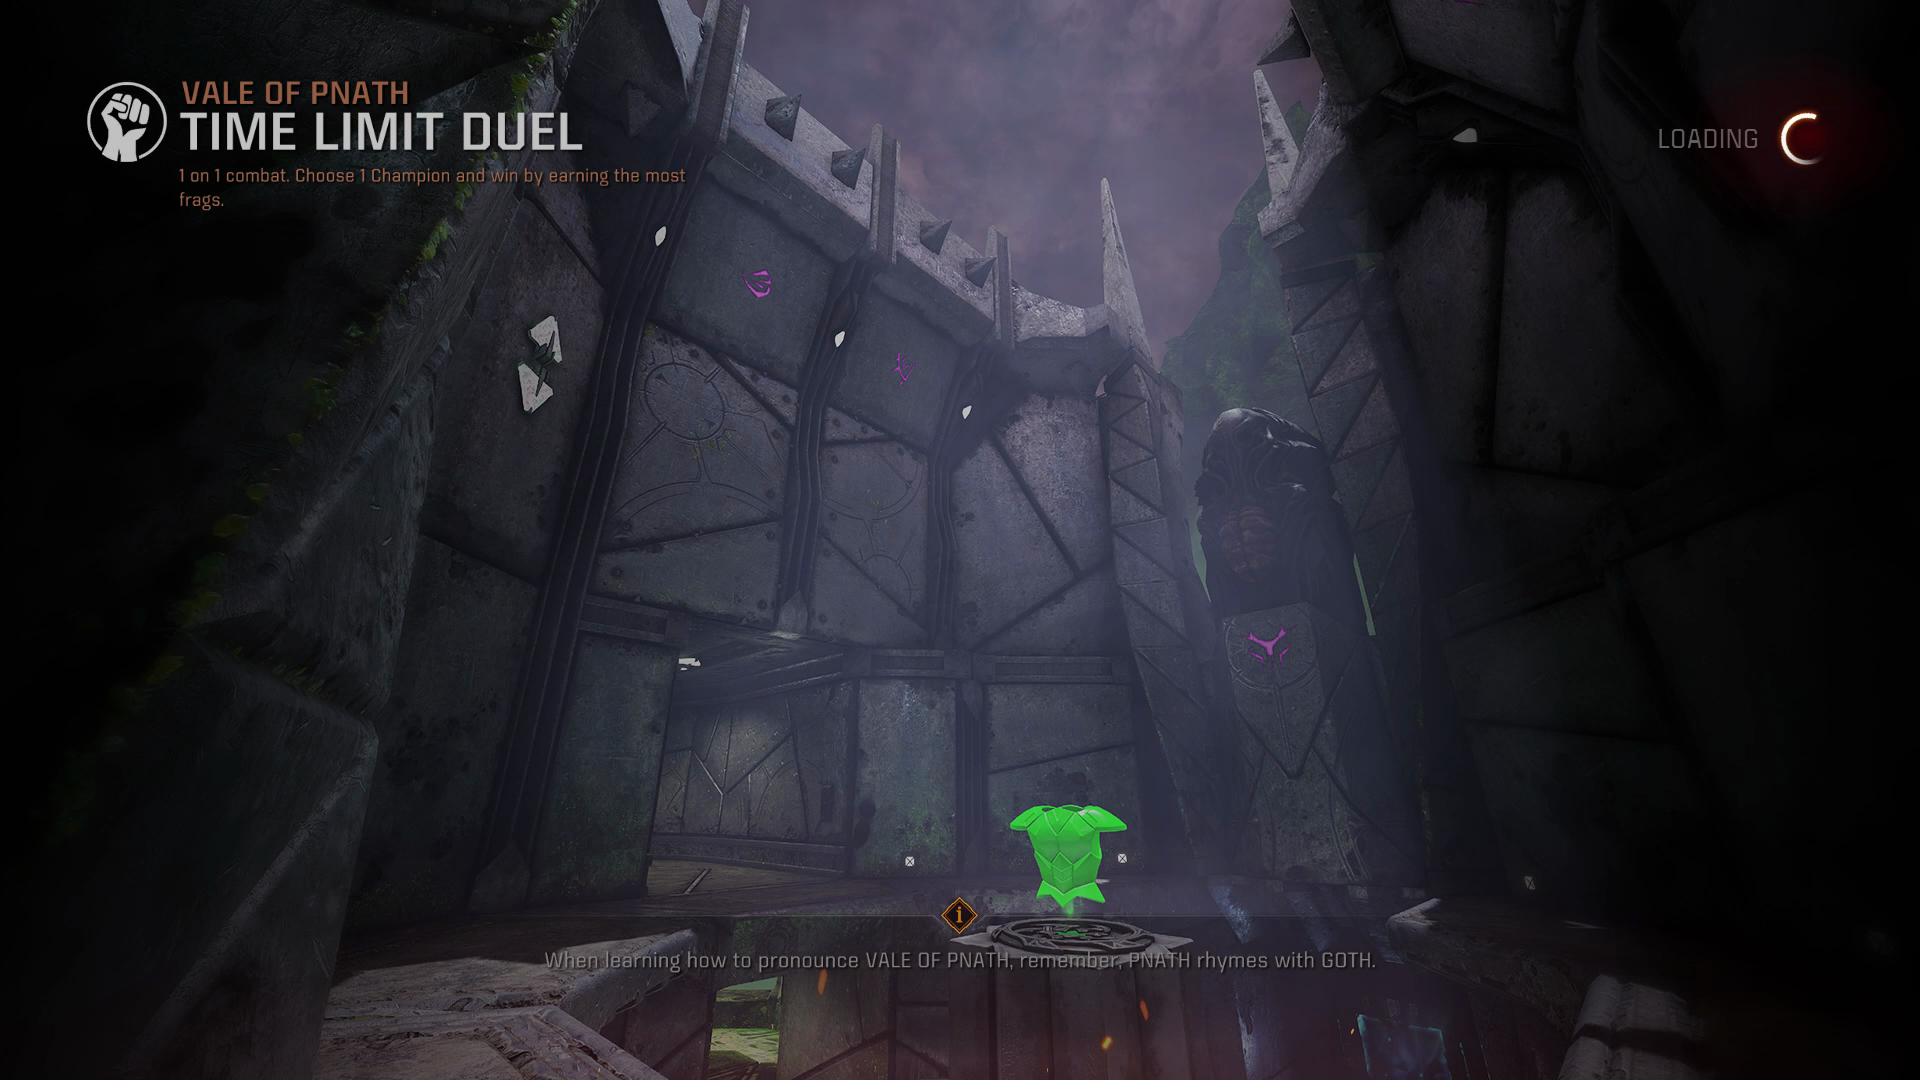 VALE OF PNATH
TIME LIMIT DUEL
1 on 1 combat. Choose 1 Champion and win by earning the most
frags.
LOADING
i
When learning how to pronounce VALE OF PNATH, remember, PNATH rhymes with GOTH.